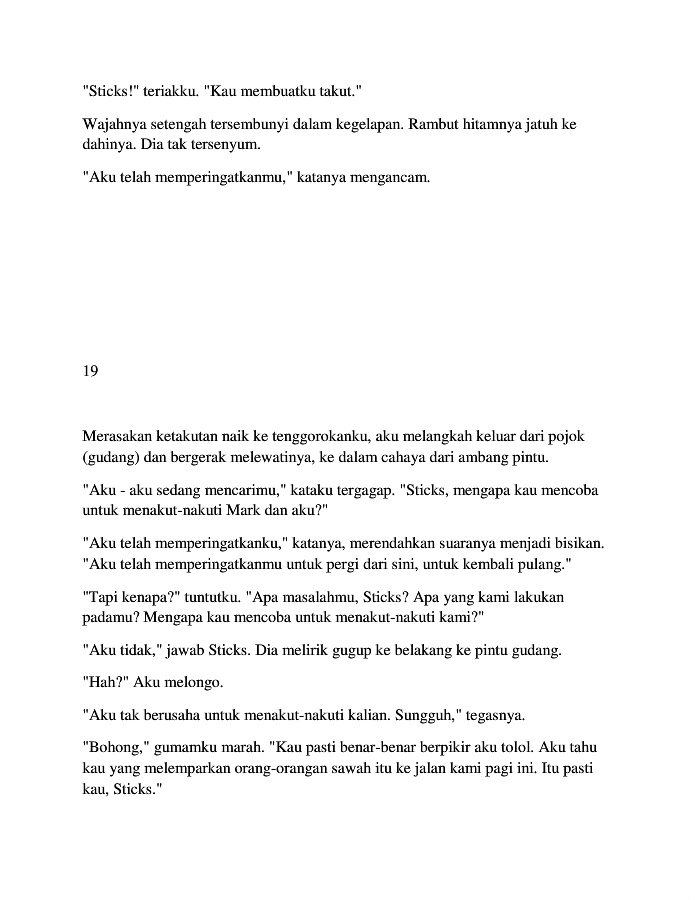 "Sticks!" teriakku. "Kau membuatku takut."
Wajahnya setengah tersembunyi dalam kegelapan. Rambut hitamnya jatuh ke
dahinya. Dia tak tersenyum.
"Aku telah memperingatkanmu," katanya mengancam.
19
Merasakan ketakutan naik ke tenggorokanku, aku melangkah keluar dari pojok
(gudang) dan bergerak melewatinya, ke dalam cahaya dari ambang pintu.
"Aku - aku sedang mencarimu," kataku tergagap. "Sticks, mengapa kau mencoba
untuk menakut-nakuti Mark dan aku?"
"Aku telah memperingatkanku," katanya, merendahkan suaranya menjadi bisikan.
"Aku telah memperingatkanmu untuk pergi dari sini, untuk kembali pulang."
"Tapi kenapa?" tuntutku. "Apa masalahmu, Sticks? Apa yang kami lakukan
padamu? Mengapa kau mencoba untuk menakut-nakuti kami?"
"Aku tidak," jawab Sticks. Dia melirik gugup ke belakang ke pintu gudang.
"Hah?" Aku melongo.
"Aku tak berusaha untuk menakut-nakuti kalian. Sungguh," tegasnya.
"Bohong," gumamku marah. "Kau pasti benar-benar berpikir aku tolol. Aku tahu
kau yang melemparkan orang-orangan sawah itu ke jalan kami pagi ini. Itu pasti
kau, Sticks."